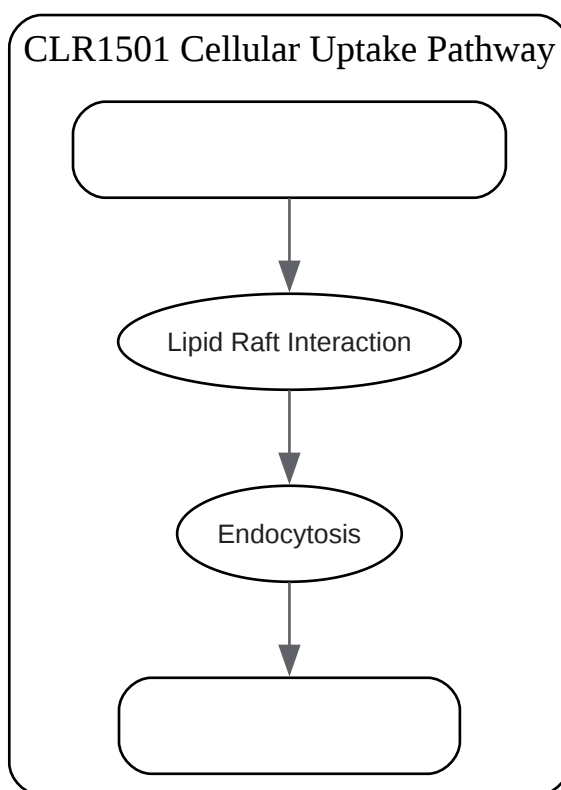 CLR1501 Cellular Uptake Pathway
Lipid Raft Interaction
Endocytosis